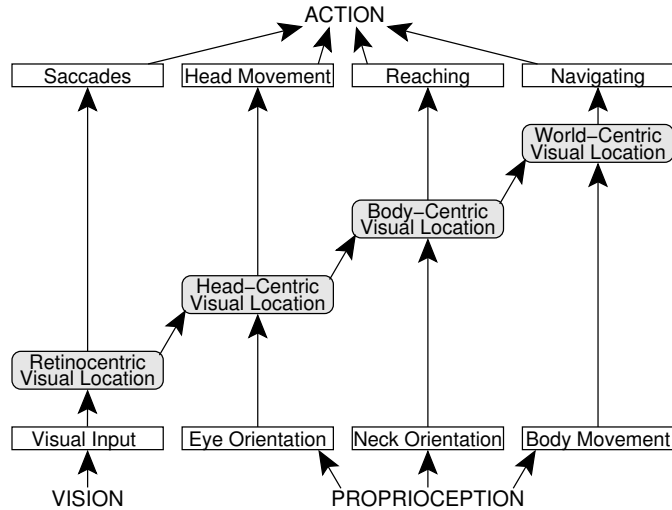 ACTION
Saccades
Head Movement
Reaching
Navigating
World−Centric
Visual Location
Body−Centric
Visual Location
Head−Centric
Visual Location
Retinocentric
Visual Location
Visual Input
Eye Orientation
Neck Orientation
Body Movement
VISION
PROPRIOCEPTION